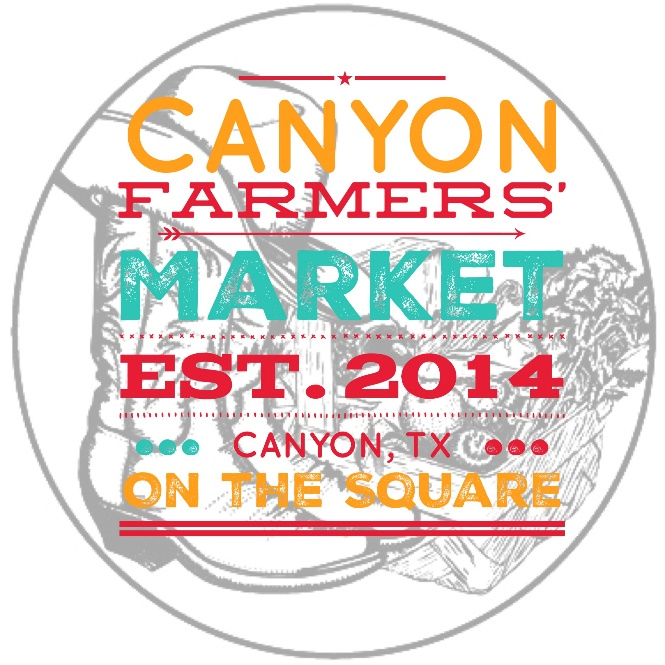 CANYON
FARMERS'
MARKET
EST. 2014
CANYON, TX
ON THE SQUARE